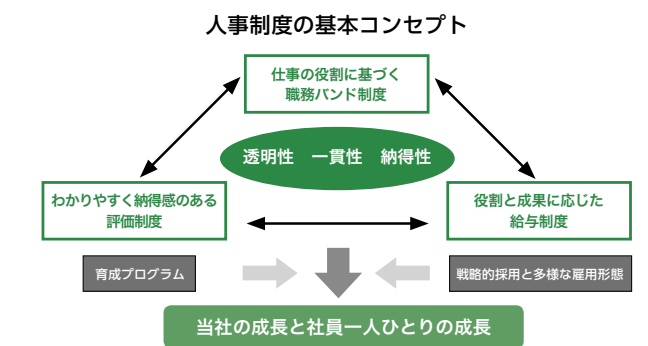 人事制度の基本コンセプト
仕事の役割に基づく
職務バンド制度
透明性 一貫性 納得性
わかりやすく納得感のある
評価制度
役割と成果に応じた
給与制度
育成プログラム
戦略的採用と多様な雇用形態
当社の成長と社員一人ひとりの成長